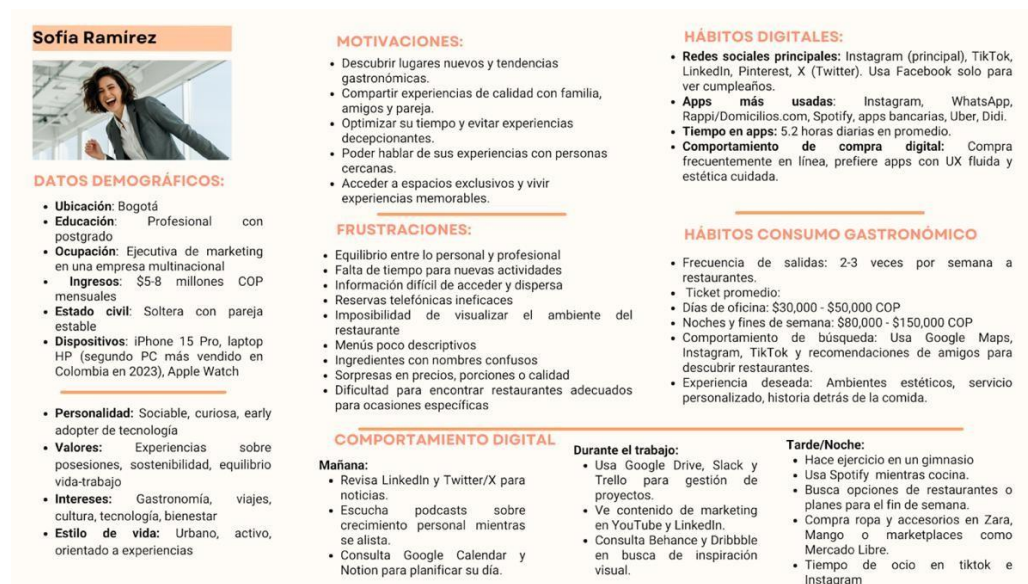 Sofía Ramírez
DATOS DEMOGRÁFICOS:
• Ubicación: Bogotá
• Educación: Profesional con
postgrado
• Ocupación: Ejecutiva de marketing
en una empresa multinacional
• Ingresos: $5-8 millones COP
mensuales
• Estado civil: Soltera con pareja
estable
• Dispositivos: iPhone 15 Pro, laptop
HP (segundo PC más vendido en
Colombia en 2023), Apple Watch
• Personalidad: Sociable, curiosa, early
adopter de tecnología
• Valores: Experiencias sobre
posesiones, sostenibilidad, equilibrio
vida-trabajo
• Intereses: Gastronomía, viajes,
cultura, tecnología, bienestar
• Estilo de vida: Urbano, activo,
orientado a experiencias
MOTIVACIONES:
• Descubrir lugares nuevos y tendencias
gastronómicas.
• Compartir experiencias de calidad con familia,
amigos y pareja.
• Optimizar su tiempo y evitar experiencias
decepcionantes.
• Poder hablar de sus experiencias con personas
cercanas.
• Acceder a espacios exclusivos y vivir
experiencias memorables.
FRUSTRACIONES:
• Equilibrio entre lo personal y profesional
• Falta de tiempo para nuevas actividades
• Información difícil de acceder y dispersa
• Reservas telefónicas ineficaces
• Imposibilidad de visualizar el ambiente del
restaurante
• Menús poco descriptivos
• Ingredientes con nombres confusos
• Sorpresas en precios, porciones o calidad
• Dificultad para encontrar restaurantes adecuados
para ocasiones específicas
HÁBITOS DIGITALES:
• Redes sociales principales: Instagram (principal), TikTok,
LinkedIn, Pinterest, X (Twitter). Usa Facebook solo para
ver cumpleaños.
• Apps más usadas: Instagram, WhatsApp,
Rappi/Domicilios.com, Spotify, apps bancarias, Uber, Didi.
• Tiempo en apps: 5.2 horas diarias en promedio.
• Comportamiento de compra digital: Compra
frecuentemente en línea, prefiere apps con UX fluida y
estética cuidada.
HÁBITOS CONSUMO GASTRONÓMICO
• Frecuencia de salidas: 2-3 veces por semana a
restaurantes.
• Ticket promedio:
• Días de oficina: $30,000 - $50,000 COP
• Noches y fines de semana: $80,000 - $150,000 COP
• Comportamiento de búsqueda: Usa Google Maps,
Instagram, TikTok y recomendaciones de amigos para
descubrir restaurantes.
• Experiencia deseada: Ambientes estéticos, servicio
personalizado, historia detrás de la comida.
COMPORTAMIENTO DIGITAL
Mañana:
• Revisa LinkedIn y Twitter/X para
noticias.
• Escucha podcasts sobre
crecimiento personal mientras
se alista.
• Consulta Google Calendar y
Notion para planificar su día.
Durante el trabajo:
• Usa Google Drive, Slack y
Trello para gestión de
proyectos.
• Ve contenido de marketing
en YouTube y LinkedIn.
• Consulta Behance y Dribbble
en busca de inspiración
visual.
Tarde/Noche:
• Hace ejercicio en un gimnasio
• Usa Spotify mientras cocina.
• Busca opciones de restaurantes o
planes para el fin de semana.
• Compra ropa y accesorios en Zara,
Mango o marketplaces como
Mercado Libre.
• Tiempo de ocio en tiktok e
Instagram